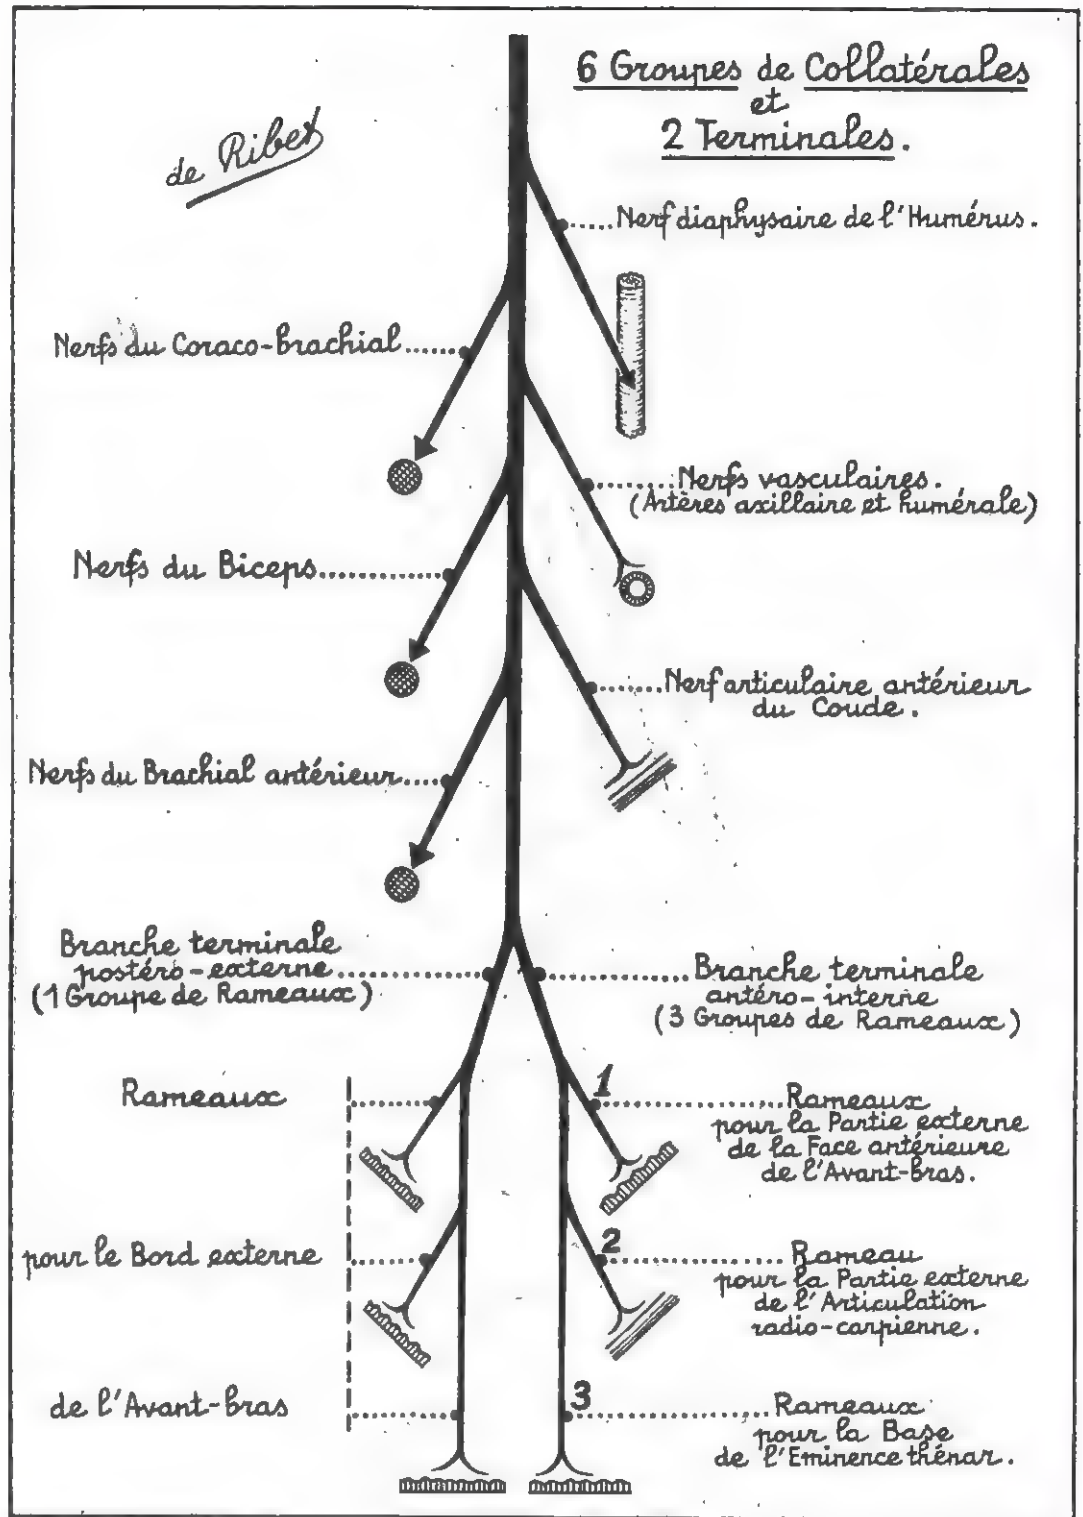 6 Groupes de Collatérales
et
2 Terminales.
de Ribet
Nerf diaphysaire de l'Humérus.
Nerfs du Coraco-brachial
Nerfs vasculaires.
(Artères axillaire et humérale)
Nerfs du Biceps
Nerf articulaire antérieur
du Coude.
Nerfs du Brachial antérieur
Branche terminale
postéro-externe
(1 Groupe de Rameaux)
Branche terminale
antéro-interne
(3 Groupes de Rameaux)
Rameaux
pour le Bord externe
de l'Avant-bras
1
Rameaux
pour la Partie externe
de la Face antérieure
de l'Avant-bras.
2
Rameau
pour la Partie externe
de l'Articulation
radio-carpienne.
3
Rameaux
pour la Base
de l'Eminence thénar.